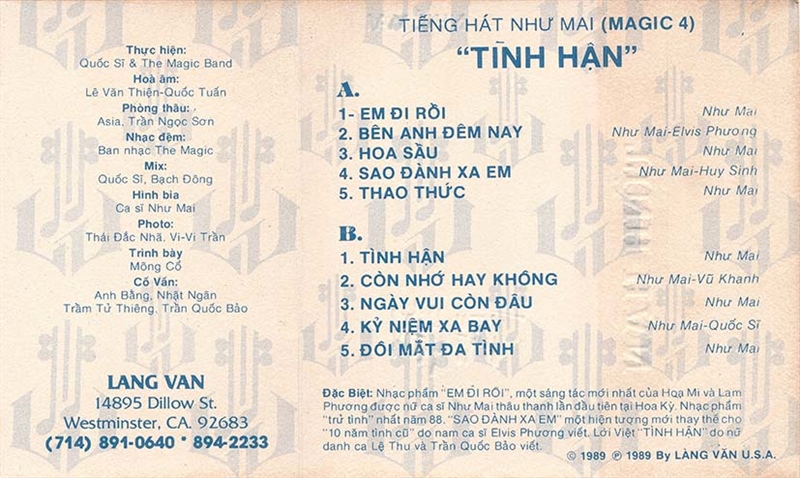 Thực hiện:
Quốc Sĩ & The Magic Band
Hoà âm:
Lê Văn Thiện-Quốc Tuấn
Phòng thâu:
Asia, Trần Ngọc Sơn
Nhạc đệm:
Ban nhạc The Magic
Mix:
Quốc Sĩ, Bạch Đông
Hình bìa
Ca sĩ Như Mai
Photo:
Thái Đắc Nhã, Vi-Vi Trần
Trình bày
Mông Cổ
Cố Vấn:
Anh Bằng, Nhật Ngân
Trầm Tử Thiêng, Trần Quốc Bảo
LANG VAN
14895 Dillow St.
Westminster, CA. 92683
(714) 891-0640 * 894-2233
TIẾNG HÁT NHƯ MAI (MAGIC 4)
"TÌNH HẬN"
A.
1- EM ĐI RỒI Như Mai
2. BÊN ANH ĐÊM NAY Như Mai-Elvis Phương
3. HOA SẦU Như Mai
4. SAO ĐÀNH XA EM Như Mai-Huy Sinh
5. THAO THỨC Như Mai
B.
1. TÌNH HẬN Như Mai
2. CÒN NHỚ HAY KHÔNG Như Mai-Vũ Khanh
3. NGÀY VUI CÒN ĐÂU Như Mai
4. KỶ NIỆM XA BAY Như Mai-Quốc Sĩ
5. ĐÔI MẮT ĐA TÌNH Như Mai
Đặc Biệt: Nhạc phẩm "EM ĐI RỒI", một sáng tác mới nhất của Họa Mi và Lam
Phương được nữ ca sĩ Như Mai thâu thanh lần đầu tiên tại Hoa Kỳ. Nhạc phẩm
"trữ tình" nhất năm 88. "SAO ĐÀNH XA EM" một hiện tượng mới thay thế cho
"10 năm tình cũ" do nam ca sĩ Elvis Phương viết. Lời Việt "TÌNH HẬN" do nữ
danh ca Lệ Thu và Trần Quốc Bảo viết.
© 1989 ℗ 1989 By LÀNG VĂN U.S.A.